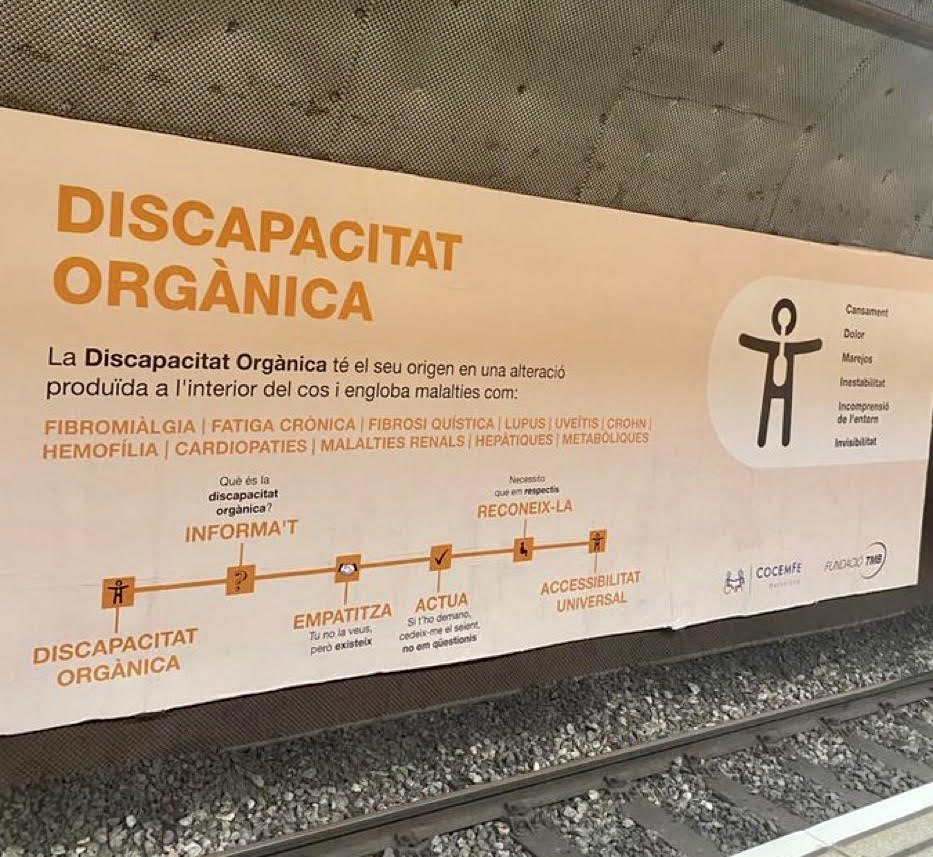 DISCAPACITAT
ORGÀNICA
La Discapacitat Orgànica té el seu origen en una alteració
produïda a l'interior del cos i engloba malalties com:
FIBROMIÀLGIA | FATIGA CRÒNICA | FIBROSI QUÍSTICA | LUPUS | UVEÏTIS | CROHN |
HEMOFÍLIA | CARDIOPATIES | MALALTIES RENALS | HEPÀTIQUES | METABÒLIQUES
Cansament
Dolor
Marejos
Inestabilitat
Incomprensió
de l'entorn
Invisibilitat
Què és la
discapacitat
orgànica?
INFORMA'T
Necessito
que em respectis
RECONEIX-LA
?
DISCAPACITAT
ORGÀNICA
EMPATITZA
Tu no la veus,
però existeix
ACTUA
Si t'ho demano,
cedeix-me el seient,
no em qüestionis
ACCESSIBILITAT
UNIVERSAL
COCEMFE
Barcelona
FUNDACIÓ TMB